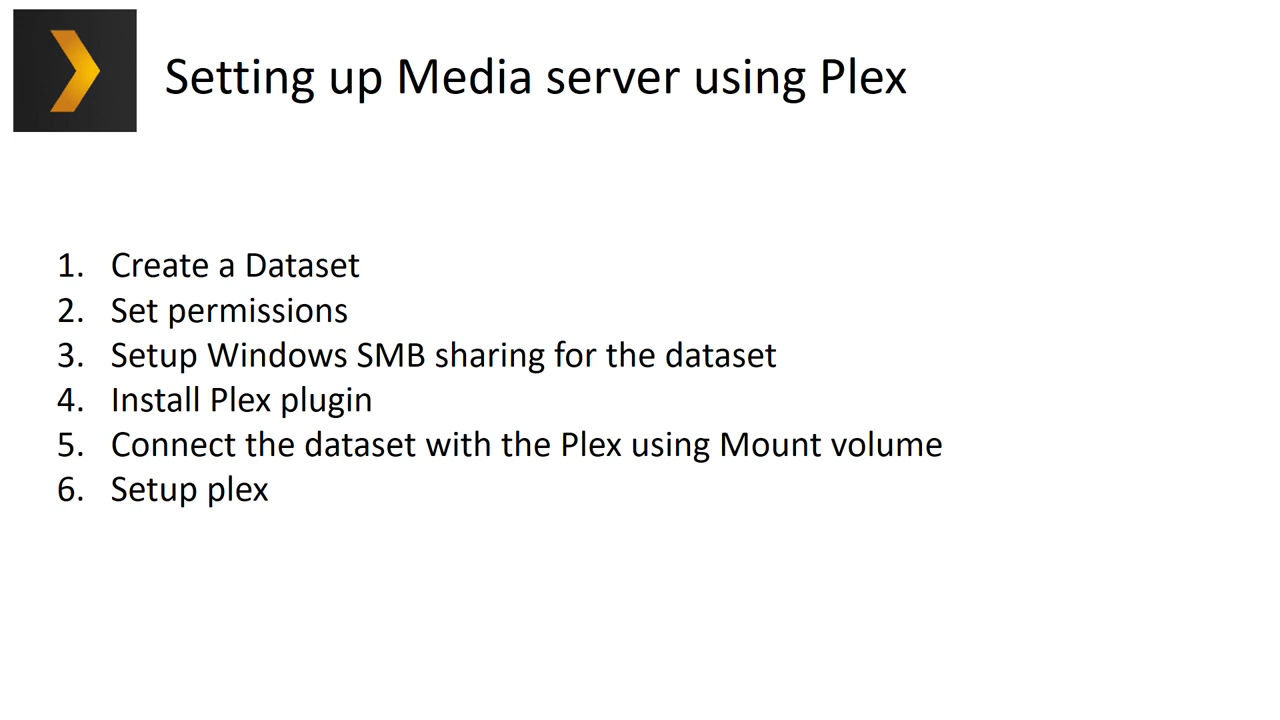 Setting up Media server using Plex
1. Create a Dataset
2. Set permissions
3. Setup Windows SMB sharing for the dataset
4. Install Plex plugin
5. Connect the dataset with the Plex using Mount volume
6. Setup plex